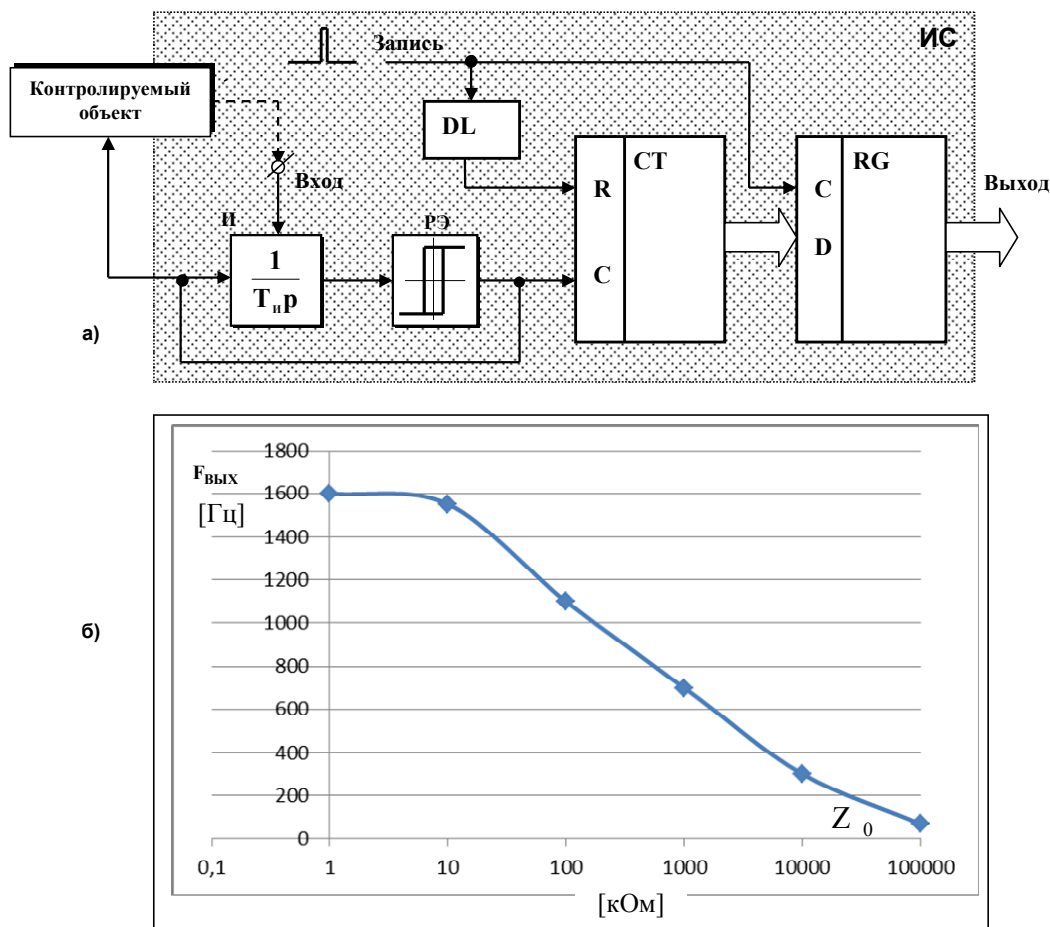 ИС
Запись
Контролируемый
объект
DL
CT
RG
R
C
Выход
Вход
И
РЭ
D
C
1
Tиp
а)
1800
Fвых
1600
[Гц]
1400
1200
1000
800
600
400
200
0
б)
Z 0
0,1
1
10
100
1000
10000
100000
[кОм]